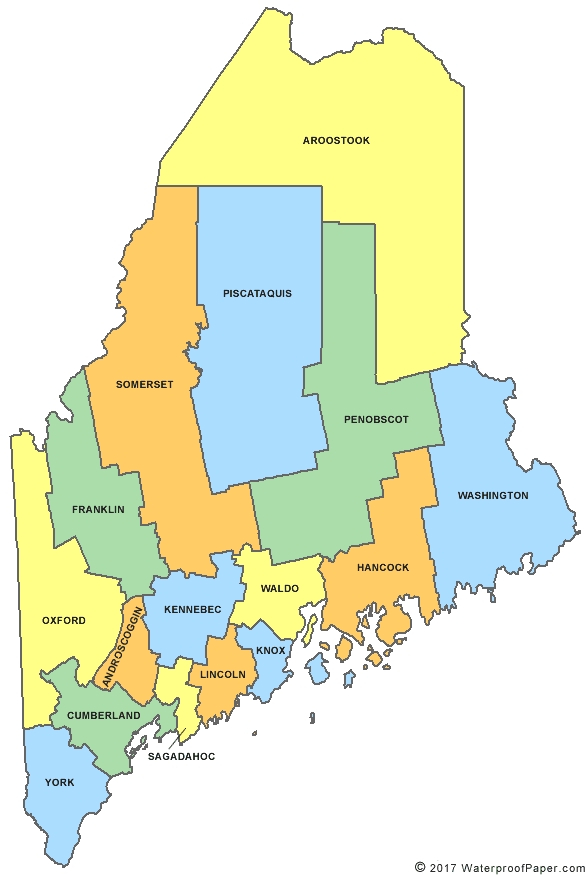 AROOSTOOK
PISCATAQUIS
SOMERSET
PENOBSCOT
WASHINGTON
FRANKLIN
HANCOCK
WALDO
KENNEBEC
OXFORD
ANDROSCOGGIN
KNOX
LINCOLN
CUMBERLAND
SAGADAHOC
YORK
© 2017 WaterproofPaper.com